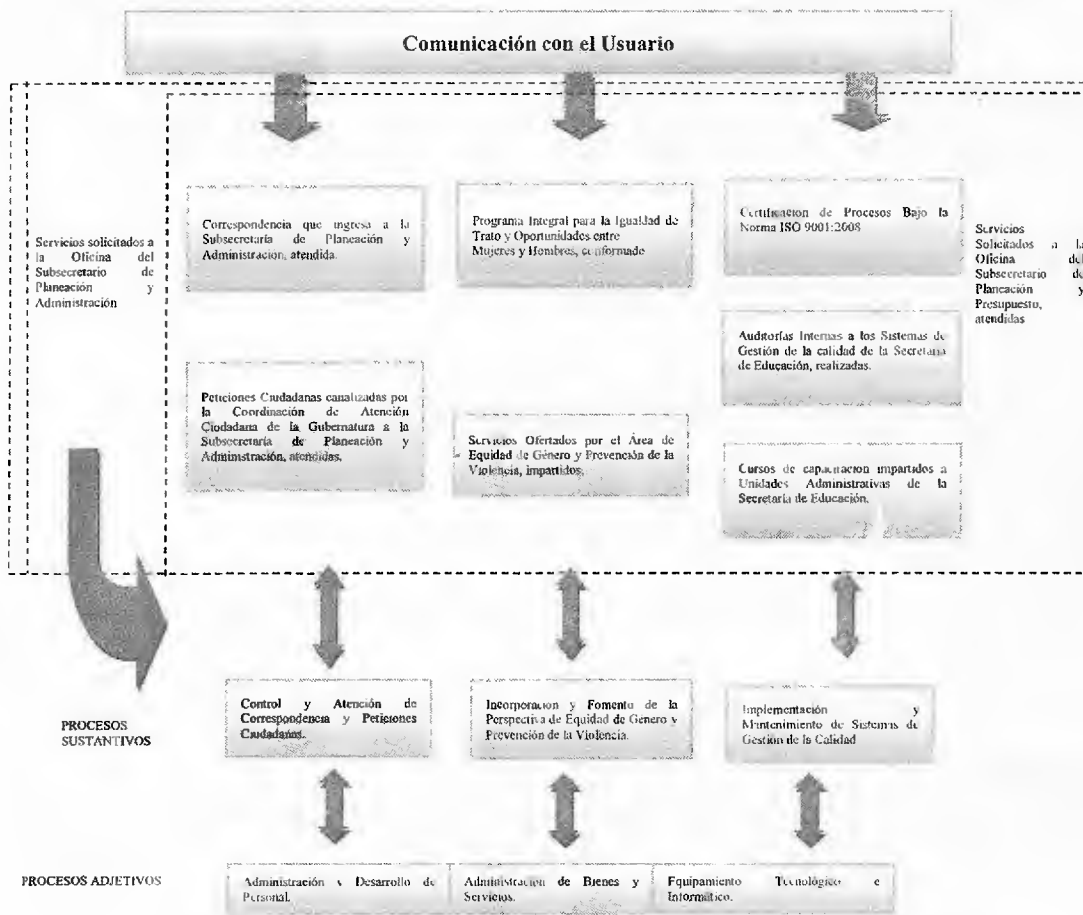 Comunicación con el Usuario
Servicios solicitados a
la Oficina del
Subsecretario de
Planeación y
Administración
Correspondencia que ingresa a la
Subsecretaría de Planeación y
Administración, atendida.
Peticiones Ciudadanas canalizadas por
la Coordinación de Atención
Ciudadana de la Gubernatura a la
Subsecretaría de Planeación y
Administración, atendidas.
Programa Integral para la Igualdad de
Trato y Oportunidades entre
Mujeres y Hombres, conformado
Servicios Ofertados por el Área de
Equidad de Género y Prevención de la
Violencia, impartidos.
Certificacion de Procesos Bajo la
Norma ISO 9001:2008
Auditorías Internas a los Sistemas de
Gestión de la calidad de la Secretaría
de Educación, realizadas.
Cursos de capacitacion impartidos a
Unidades Administrativas de la
Secretaría de Educación.
Servicios
Solicitados a la
Oficina del
Subsecretario de
Planeación y
Presupuesto,
atendidas
PROCESOS
SUSTANTIVOS
Control y Atención de
Correspondencia y Peticiones
Ciudadanas.
Incorporacion y Fomento de la
Perspectiva de Equidad de Género y
Prevención de la Violencia.
Implementación y
Mantenimiento de Sistemas de
Gestión de la Calidad
PROCESOS ADJETIVOS
Administración y Desarrollo de
Personal.
Administración de Bienes y
Servicios.
Equipamiento Tecnológico e
Informático.